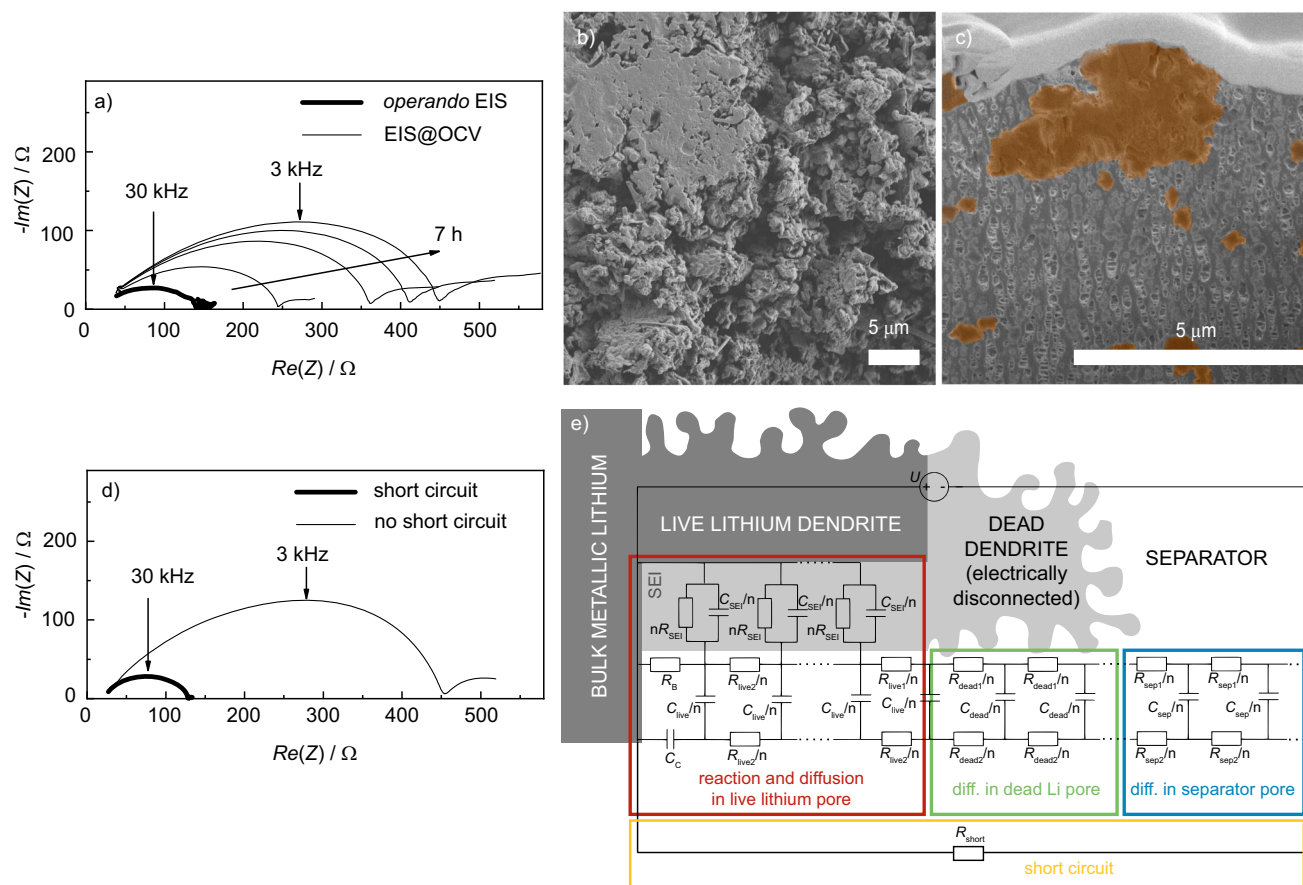 a)
operando EIS
EIS@OCV
30 kHz
3 kHz
7 h
-Im(Z) / Ω
200
100
0
0 100 200 300 400 500
Re(Z) / Ω
b)
5 μm
c)
5 μm
d)
short circuit
no short circuit
30 kHz
3 kHz
-Im(Z) / Ω
200
100
0
0 100 200 300 400 500
Re(Z) / Ω
e)
BULK METALLIC LITHIUM
U
+ -
LIVE LITHIUM DENDRITE
DEAD
DENDRITE
(electrically
disconnected)
SEPARATOR
SEI
C_SEI/n C_SEI/n C_SEI/n
nR_SEI nR_SEI nR_SEI
R_B R_live2/n R_live1/n R_dead1/n R_dead1/n R_sep1/n R_sep1/n
C_live/n C_live/n C_live/n C_live/n C_dead/n C_dead/n C_sep/n C_sep/n
C_C R_live2/n R_live2/n R_dead2/n R_dead2/n R_sep2/n R_sep2/n
reaction and diffusion
in live lithium pore
diff. in dead Li pore
diff. in separator pore
R_short
short circuit